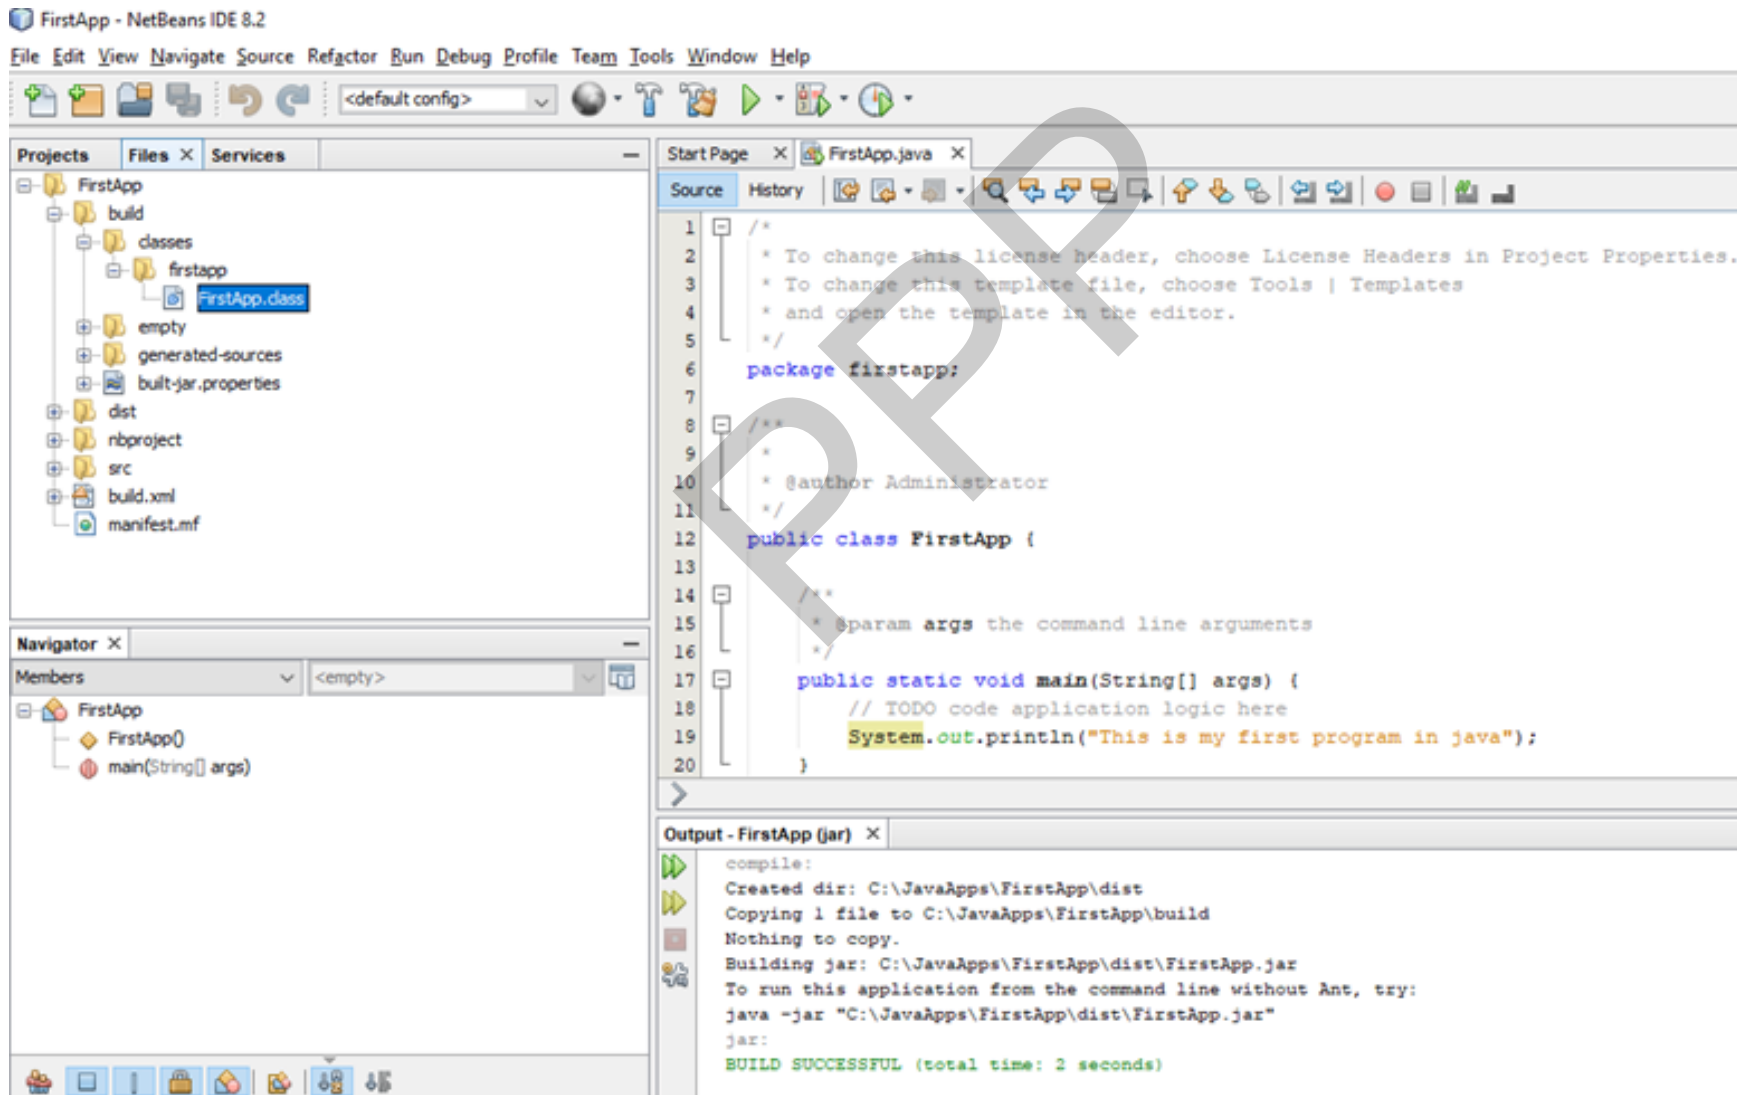 FirstApp - NetBeans IDE 8.2
File Edit View Navigate Source Refactor Run Debug Profile Team Tools Window Help
<default config>
Projects Files Services
FirstApp
build
classes
firstapp
FirstApp.class
empty
generated-sources
built-jar.properties
dist
nbproject
src
build.xml
manifest.mf
Navigator
Members <empty>
FirstApp
FirstApp()
main(String[] args)
Start Page FirstApp.java
Source History
1 /*
2 * To change this license header, choose License Headers in Project Properties.
3 * To change this template file, choose Tools | Templates
4 * and open the template in the editor.
5 */
6 package firstapp;
7
8 /**
9 *
10 * @author Administrator
11 */
12 public class FirstApp {
13
14 /**
15 * @param args the command line arguments
16 */
17 public static void main(String[] args) {
18 // TODO code application logic here
19 System.out.println("This is my first program in java");
20 }
Output - FirstApp (jar)
compile:
Created dir: C:\JavaApps\FirstApp\dist
Copying 1 file to C:\JavaApps\FirstApp\build
Nothing to copy.
Building jar: C:\JavaApps\FirstApp\dist\FirstApp.jar
To run this application from the command line without Ant, try:
java -jar "C:\JavaApps\FirstApp\dist\FirstApp.jar"
jar:
BUILD SUCCESSFUL (total time: 2 seconds)
PPP